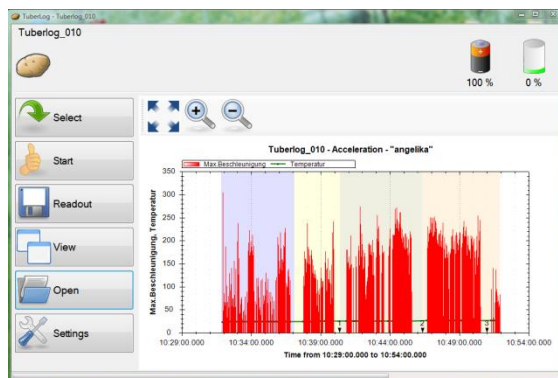 TuberLog - Tuberlog_010
Tuberlog_010
100 %
0 %
Select
Start
Readout
View
Open
Settings
Tuberlog_010 - Acceleration - "angelika"
Max.Beschleunigung
Temperatur
Max.Beschleunigung, Temperatur
350
300
250
200
150
100
50
0
1
2
3
10:29:00.000
10:34:00.000
10:39:00.000
10:44:00.000
10:49:00.000
10:54:00.000
Time from 10:29:00.000 to 10:54:00.000